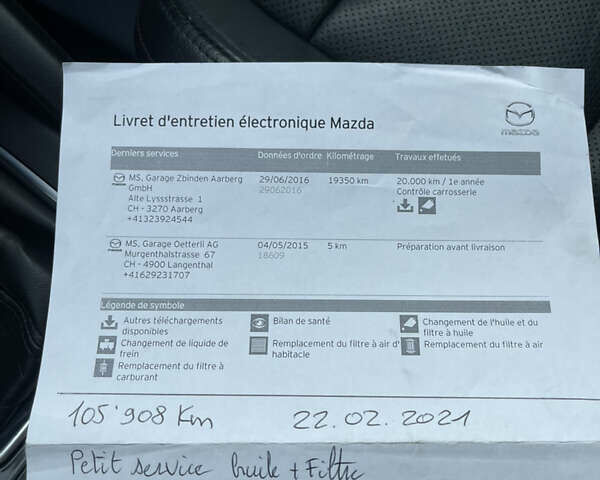 Livret d'entretien électronique Mazda
mazda
Derniers services Données d'ordre Kilométrage Travaux effetués
MS. Garage Zbinden Aarberg 29/06/2016 19350 km 20.000 km / 1e année
GmbH 29062016 Contrôle carrosserie
Alte Lyssstrasse 1
CH - 3270 Aarberg
+41323924544
MS. Garage Oetterli AG 04/05/2015 5 km Préparation avant livraison
Murgenthalstrasse 67 18609
CH - 4900 Langenthal
+41629231707
Légende de symbole
Autres téléchargements Bilan de santé Changement de l'huile et du
disponibles filtre à huile
Changement de liquide de Remplacement du filtre à air d' Remplacement du filtre à air
frein habitacle
Remplacement du filtre à
carburant
105'908 Km 22.02.2021
Petit service huile + Filtre